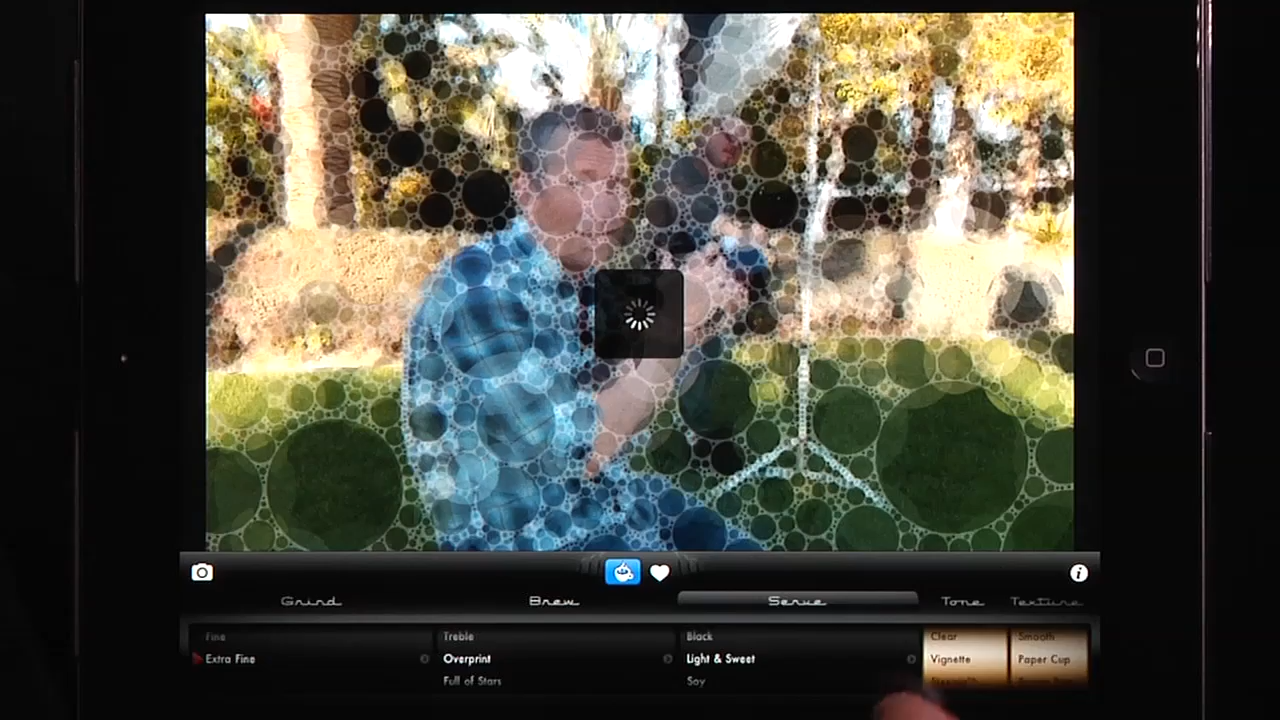 Grind Brew Serve Tone Texture
Fine Treble Black Clear Smooth
Extra Fine Overprint Light & Sweet Vignette Paper Cup
Full of Stars Soy